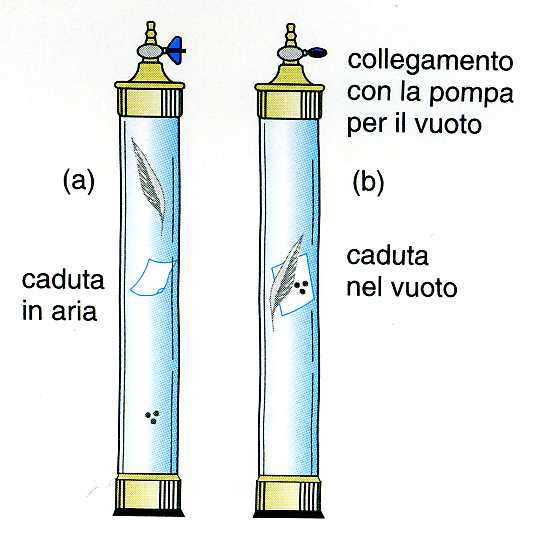 collegamento
con la pompa
per il vuoto
(a)
(b)
caduta
in aria
caduta
nel vuoto